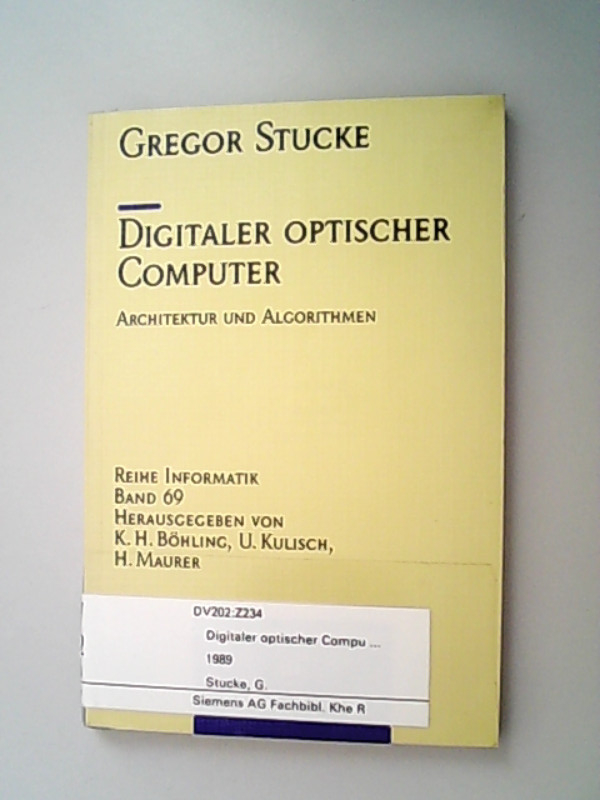 GREGOR STUCKE
DIGITALER OPTISCHER
COMPUTER
ARCHITEKTUR UND ALGORITHMEN
REIHE INFORMATIK
BAND 69
HERAUSGEGEBEN VON
K. H. BÖHLING, U. KULISCH,
H. MAURER
DV202:Z234
Digitaler optischer Compu ...
1989
Stucke, G.
Siemens AG Fachbibl. Khe R